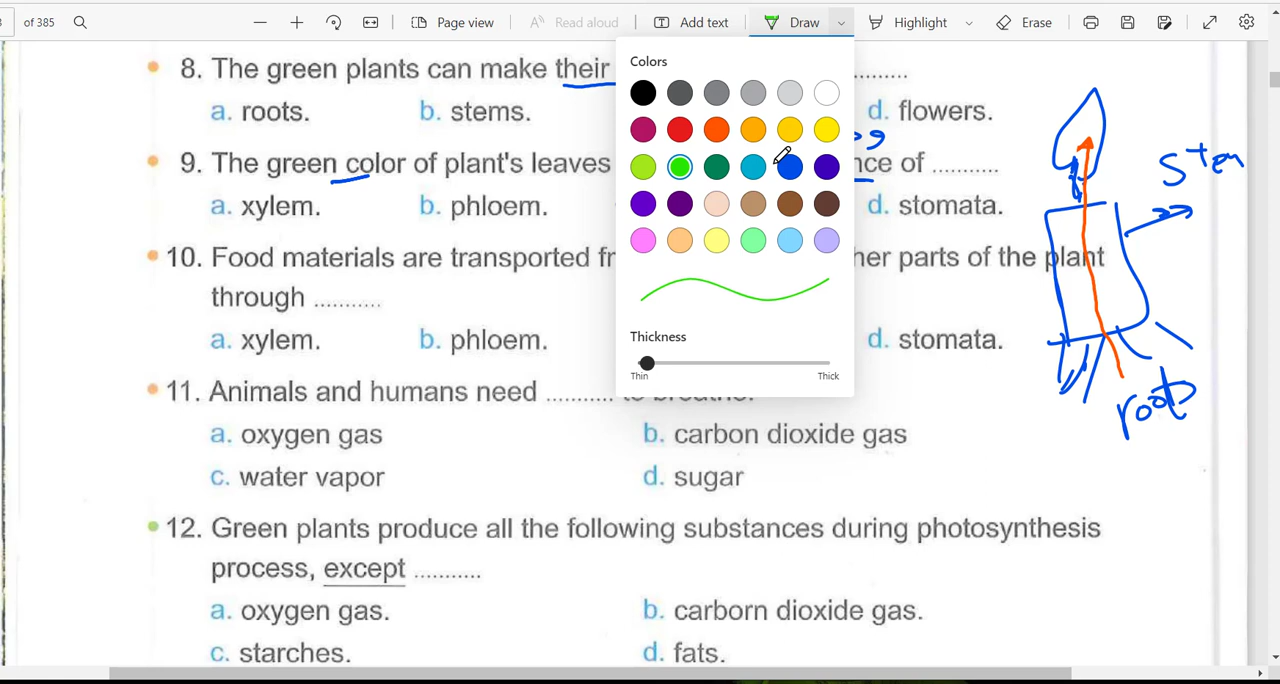 of 385
Page view
Read aloud
Add text
Draw
Highlight
Erase
Colors
Thickness
Thin
Thick
8. The green plants can make their ..........
a. roots. b. stems. d. flowers.
9. The green color of plant's leaves nce of ...........
a. xylem. b. phloem. d. stomata.
10. Food materials are transported fr her parts of the plant
through ...........
a. xylem. b. phloem. d. stomata.
11. Animals and humans need ........... to breathe.
a. oxygen gas b. carbon dioxide gas
c. water vapor d. sugar
12. Green plants produce all the following substances during photosynthesis
process, except ...........
a. oxygen gas. b. carborn dioxide gas.
c. starches. d. fats.
stem
root